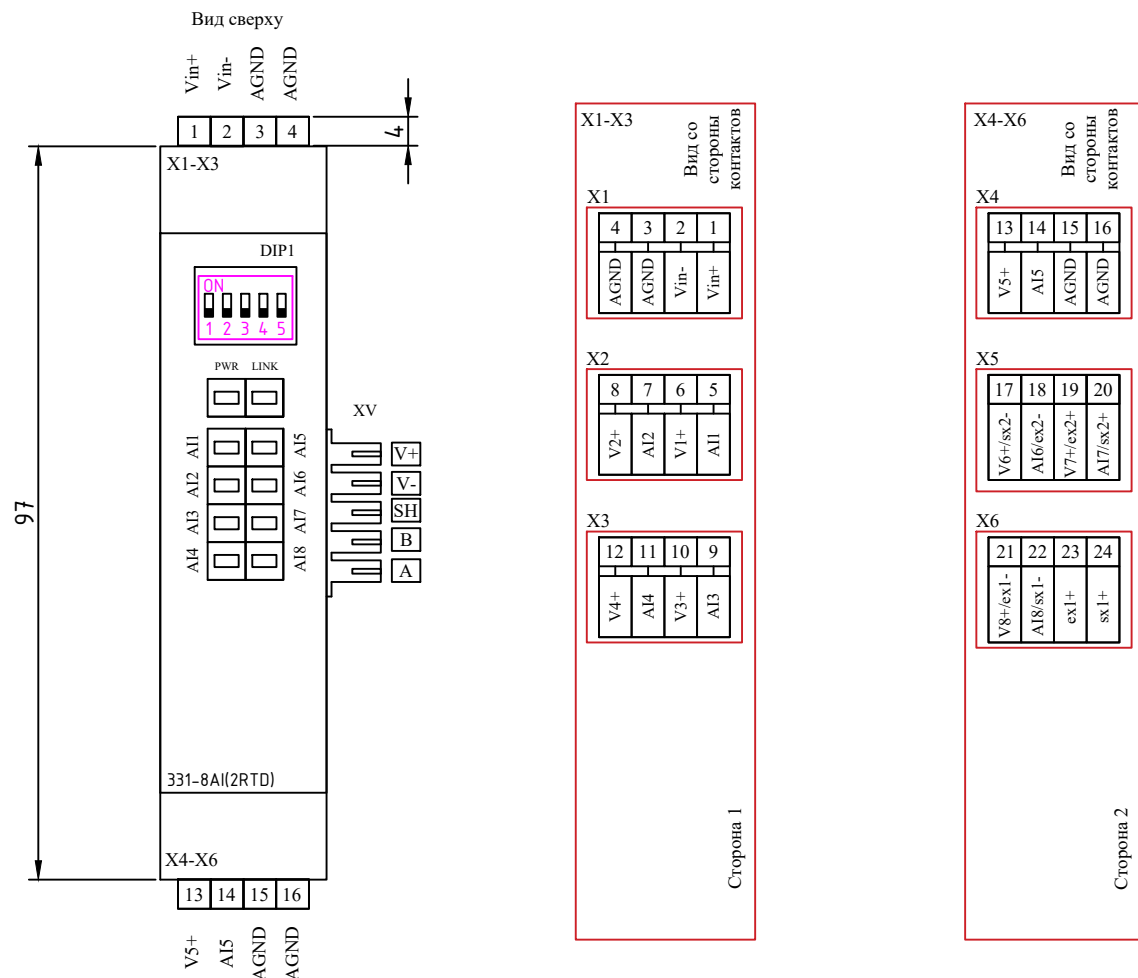 Вид сверху
Vin+ Vin- AGND AGND
1 2 3 4
4
X1-X3
DIP1
ON
1 2 3 4 5
PWR LINK
XV
AI1 AI5
AI2 AI6
AI3 AI7
AI4 AI8
V+
V-
SH
B
A
97
331-8AI(2RTD)
X4-X6
13 14 15 16
V5+ AI5 AGND AGND
X1-X3
Вид со
стороны
контактов
X1
4 3 2 1
AGND AGND Vin- Vin+
X2
8 7 6 5
V2+ AI2 V1+ AI1
X3
12 11 10 9
V4+ AI4 V3+ AI3
Сторона 1
X4-X6
Вид со
стороны
контактов
X4
13 14 15 16
V5+ AI5 AGND AGND
X5
17 18 19 20
V6+/sx2- AI6/ex2- V7+/ex2+ AI7/sx2+
X6
21 22 23 24
V8+/ex1- AI8/sx1- ex1+ sx1+
Сторона 2